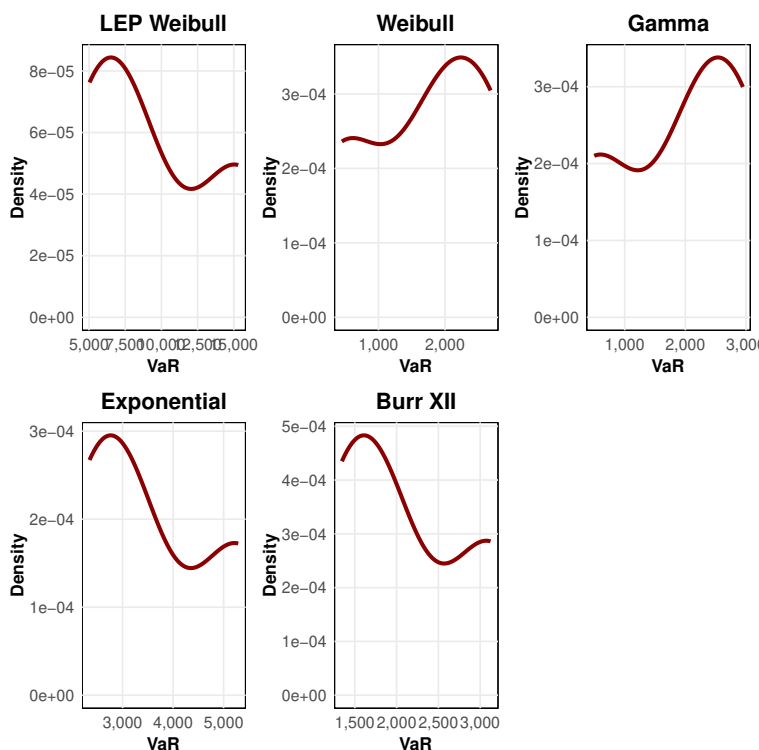 LEP Weibull
Weibull
Gamma
8e−05
6e−05
4e−05
2e−05
0e+00
Density
5,000
7,500
10,000
12,500
15,000
VaR
3e−04
2e−04
1e−04
0e+00
Density
1,000
2,000
VaR
3e−04
2e−04
1e−04
0e+00
Density
1,000
2,000
3,000
VaR
Exponential
Burr XII
3e−04
2e−04
1e−04
0e+00
Density
3,000
4,000
5,000
VaR
5e−04
4e−04
3e−04
2e−04
1e−04
0e+00
Density
1,500
2,000
2,500
3,000
VaR